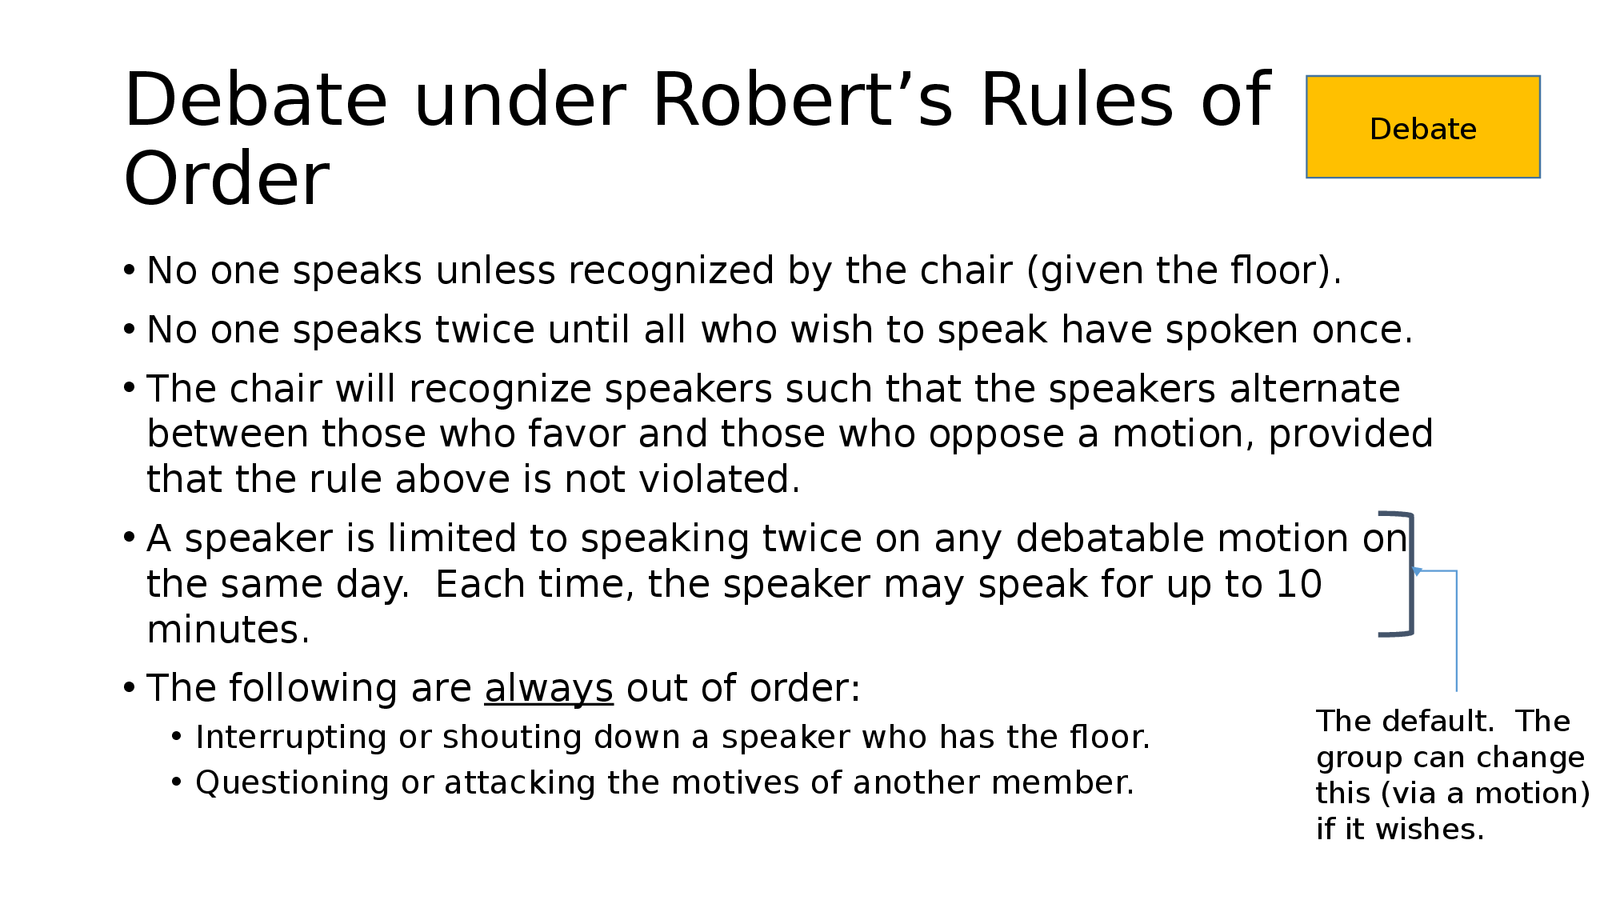 Debate under Robert’s Rules of
Order
Debate
• No one speaks unless recognized by the chair (given the floor).
• No one speaks twice until all who wish to speak have spoken once.
• The chair will recognize speakers such that the speakers alternate
between those who favor and those who oppose a motion, provided
that the rule above is not violated.
• A speaker is limited to speaking twice on any debatable motion on
the same day.  Each time, the speaker may speak for up to 10
minutes.
• The following are always out of order:
• Interrupting or shouting down a speaker who has the floor.
• Questioning or attacking the motives of another member.
The default.  The
group can change
this (via a motion)
if it wishes.